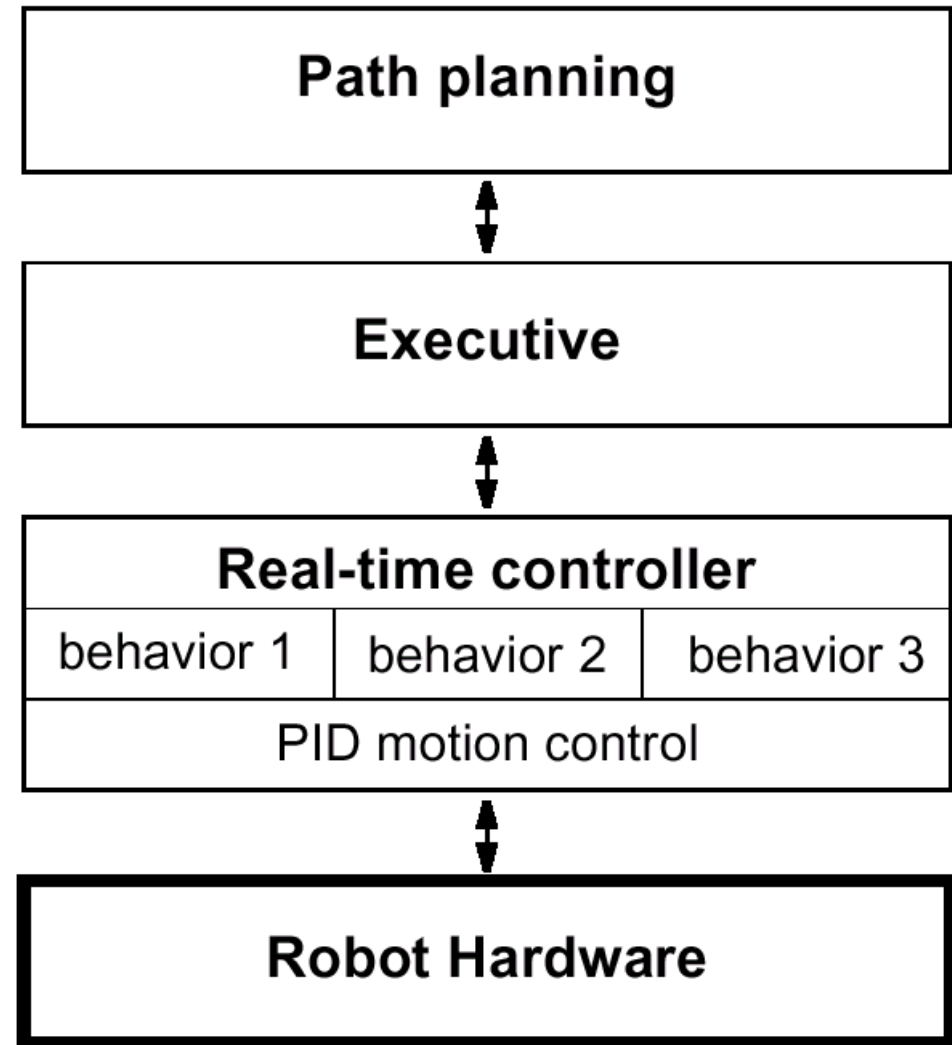 Path planning
Executive
Real-time controller
behavior 1 behavior 2 behavior 3
PID motion control
Robot Hardware